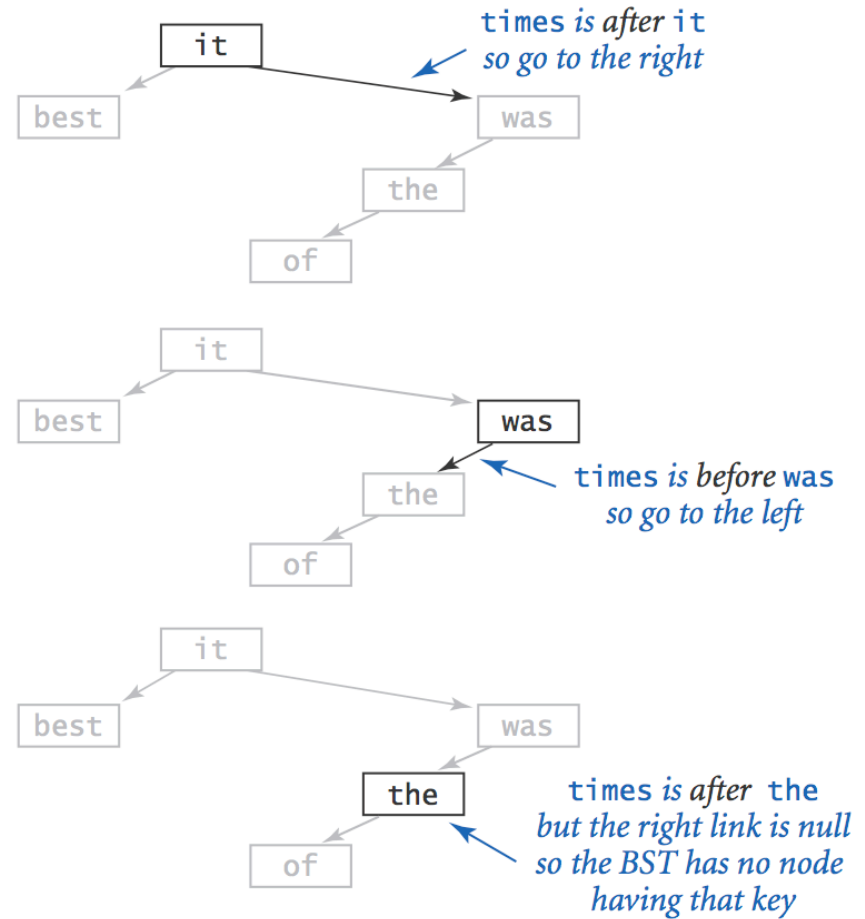 it
times is after it
so go to the right
best
was
the
of
it
best
was
times is before was
so go to the left
the
of
it
best
was
the
times is after the
but the right link is null
so the BST has no node
having that key
of